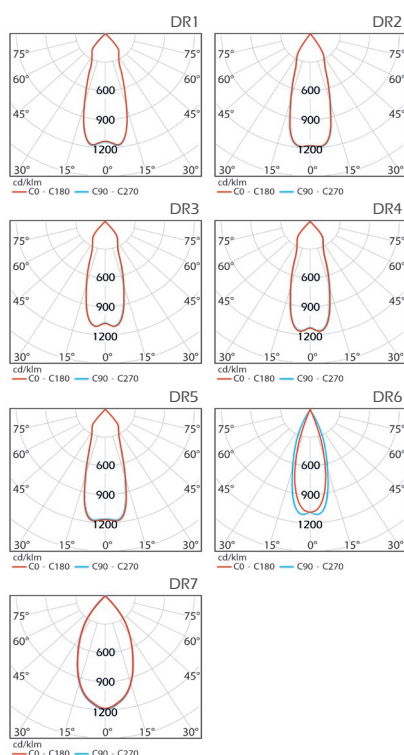 DR1 DR2
75° 75° 75° 75°
60° 600 60° 60° 600 60°
45° 900 45° 45° 900 45°
1200 1200
30° 15° 0 15° 30° 30° 15° 0 15° 30°
cd/klm cd/klm
C0 - C180 C90 - C270 C0 - C180 C90 - C270
DR3 DR4
75° 75° 75° 75°
60° 600 60° 60° 600 60°
45° 900 45° 45° 900 45°
1200 1200
30° 15° 0 15° 30° 30° 15° 0 15° 30°
cd/klm cd/klm
C0 - C180 C90 - C270 C0 - C180 C90 - C270
DR5 DR6
75° 75° 75° 75°
60° 600 60° 60° 600 60°
45° 900 45° 45° 900 45°
1200 1200
30° 15° 0 15° 30° 30° 15° 0 15° 30°
cd/klm cd/klm
C0 - C180 C90 - C270 C0 - C180 C90 - C270
DR7
75° 75°
60° 600 60°
45° 900 45°
1200
30° 15° 0 15° 30°
cd/klm
C0 - C180 C90 - C270